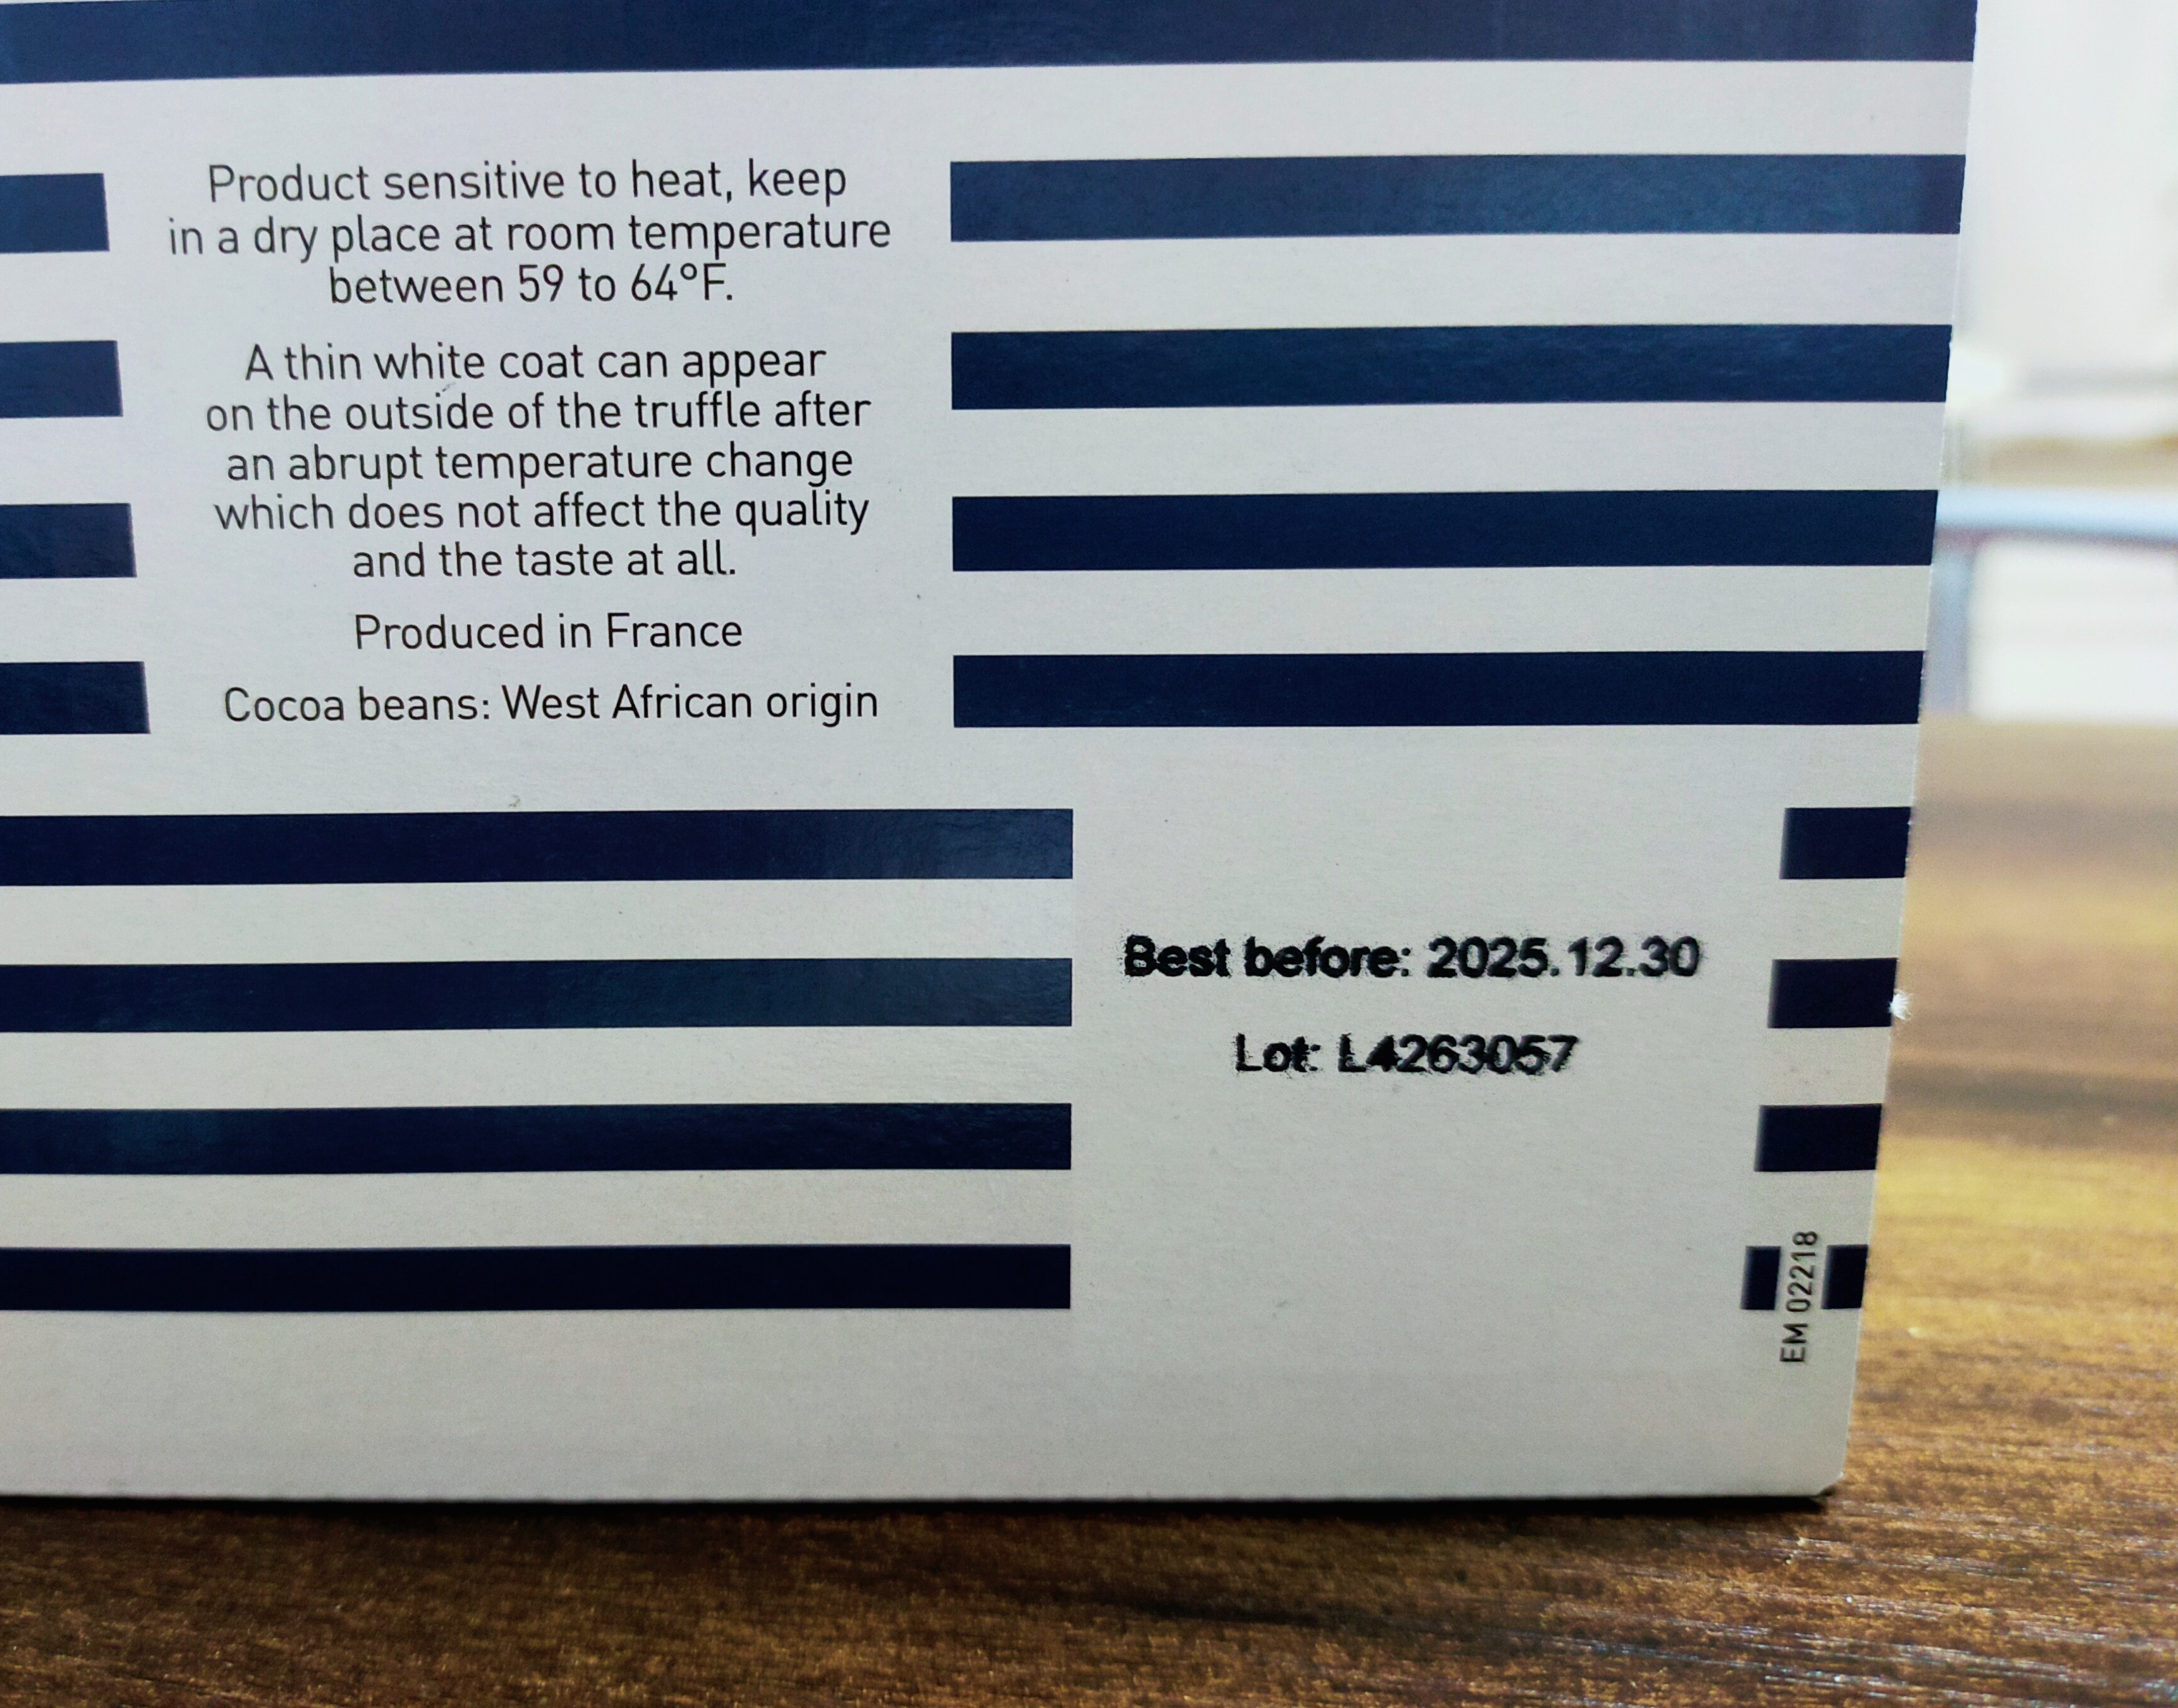 Product sensitive to heat, keep
in a dry place at room temperature
between 59 to 64°F.
A thin white coat can appear
on the outside of the truffle after
an abrupt temperature change
which does not affect the quality
and the taste at all.
Produced in France
Cocoa beans: West African origin
Best before: 2025.12.30
Lot: L4263057
EM 02218